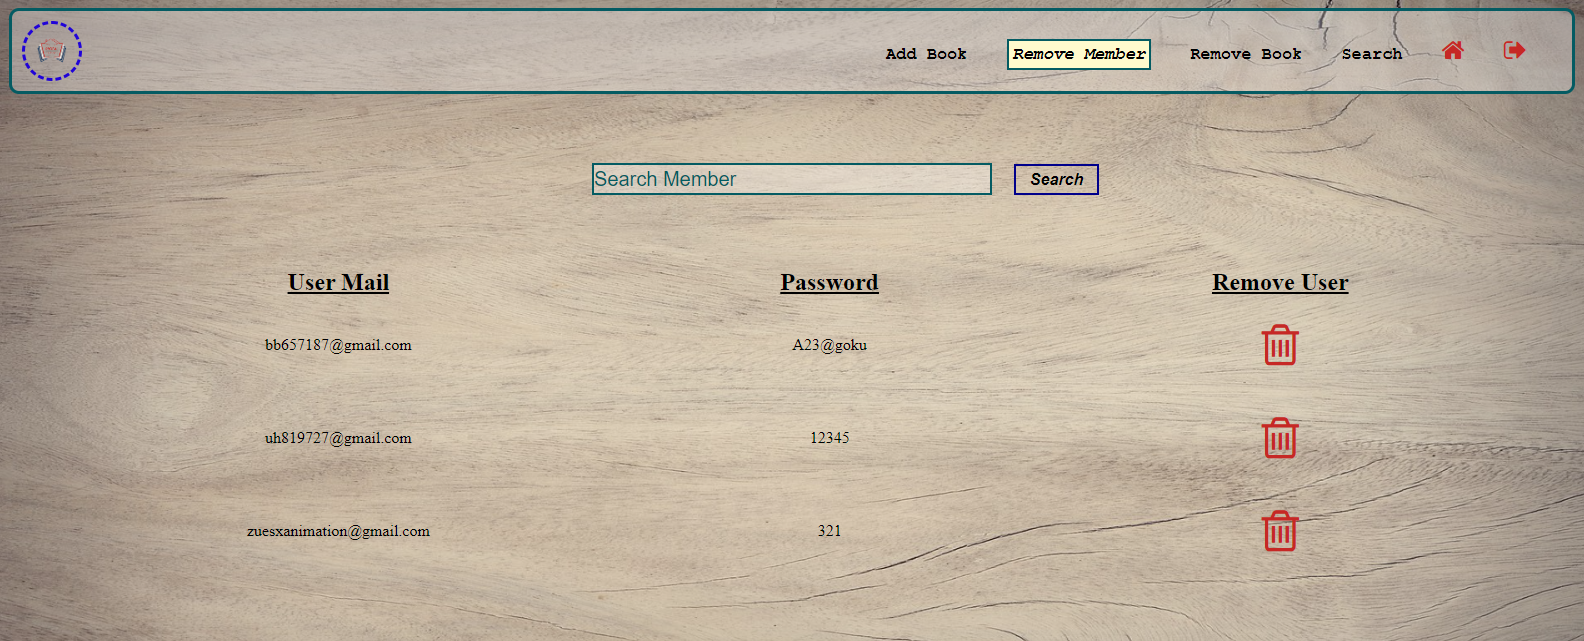 Add Book Remove Member Remove Book Search
Search Member Search
User Mail Password Remove User
bb657187@gmail.com A23@goku
uh819727@gmail.com 12345
zuesxanimation@gmail.com 321